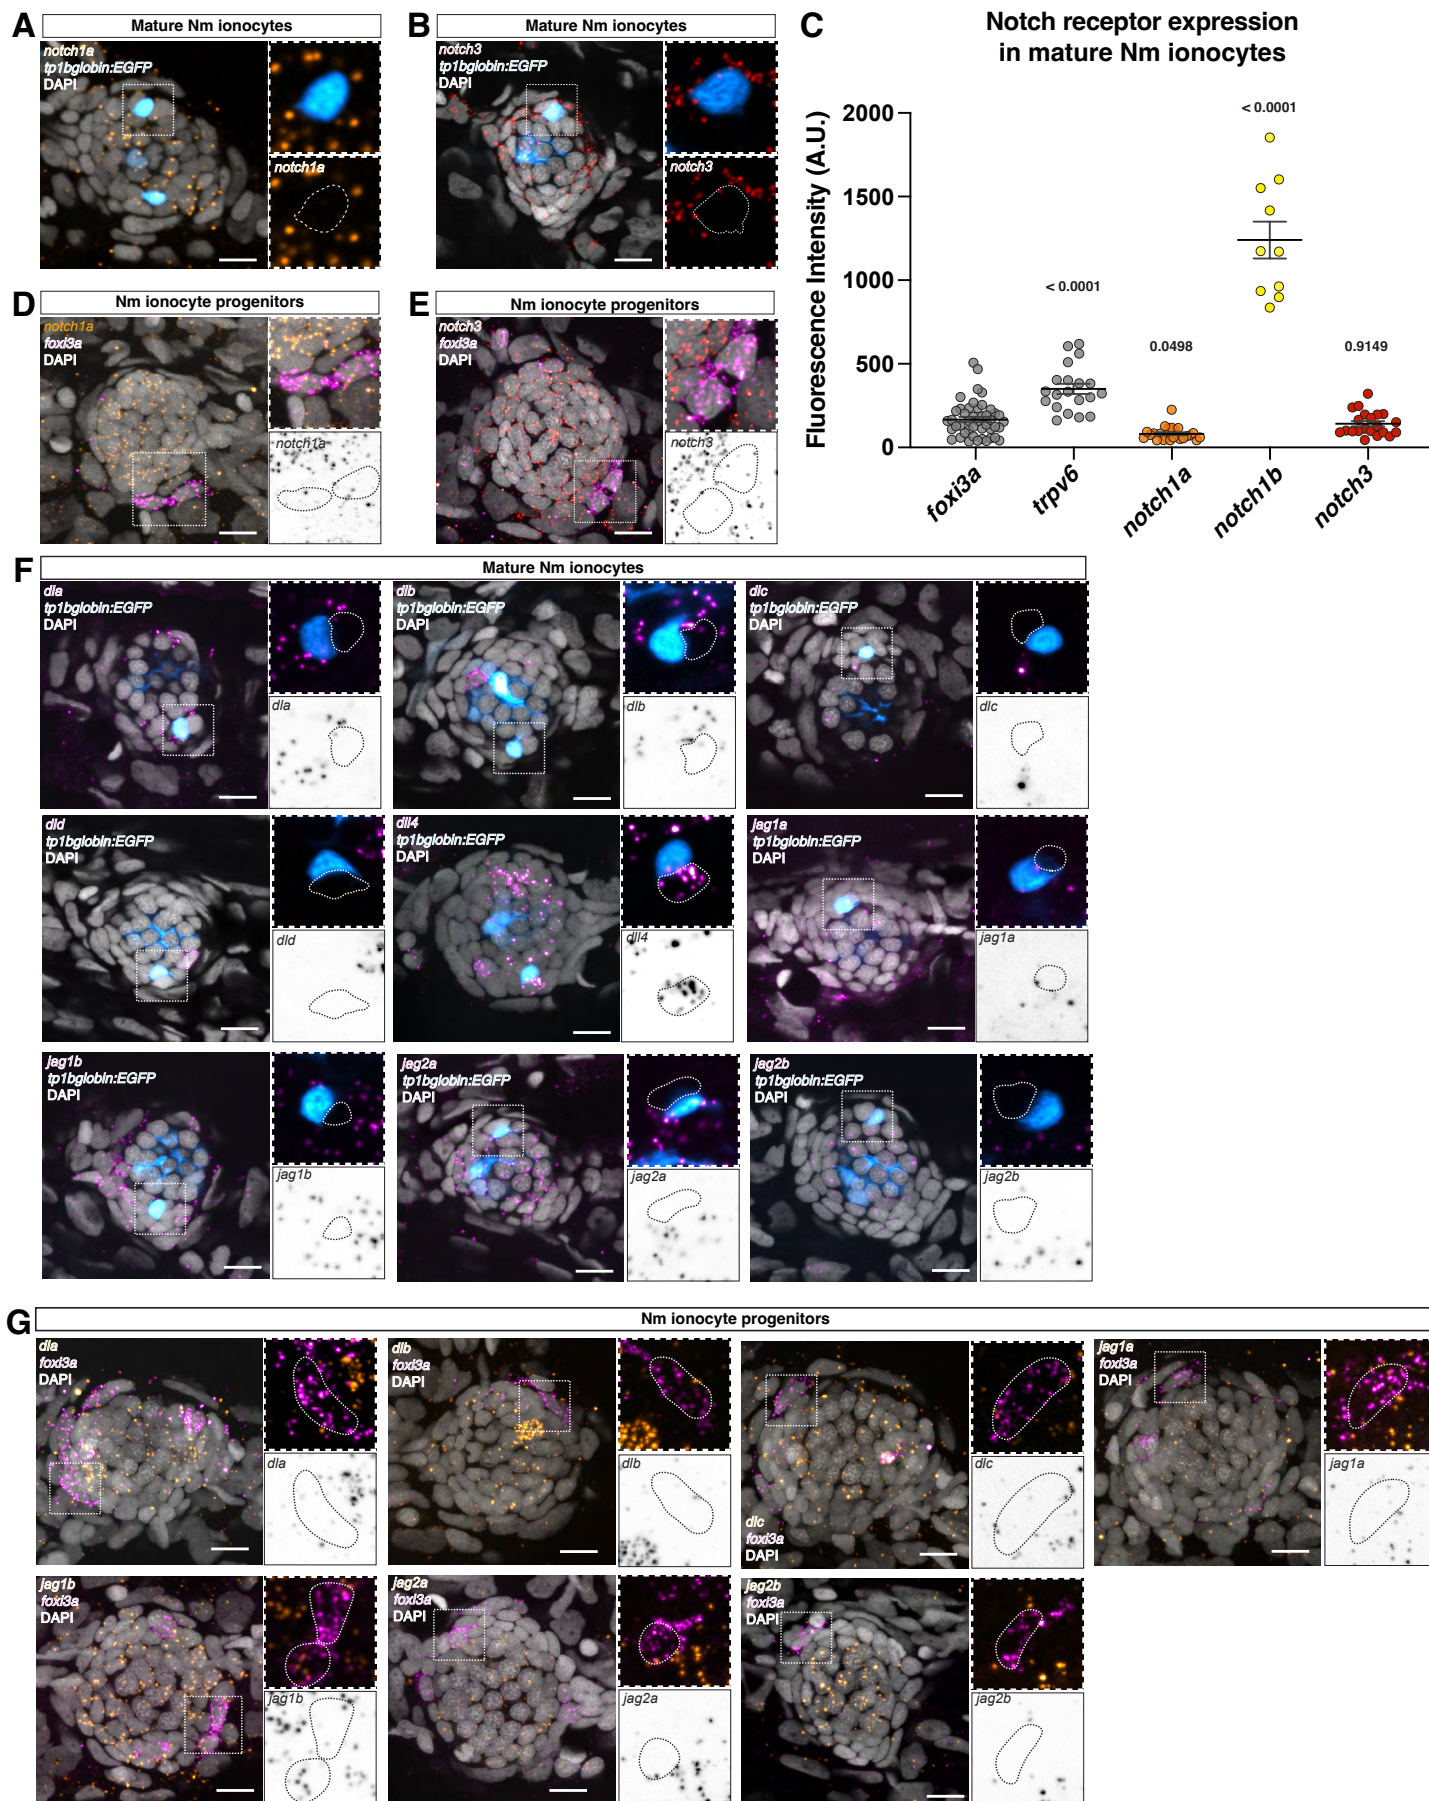 A
Mature Nm ionocytes
notch1a
tp1bglobin:EGFP
DAPI
notch1a
B
Mature Nm ionocytes
notch3
tp1bglobin:EGFP
DAPI
notch3
C
Notch receptor expression
in mature Nm ionocytes
Fluorescence Intensity (A.U.)
2000
1500
1000
500
0
< 0.0001
0.0498
< 0.0001
0.9149
foxi3a
trpv6
notch1a
notch1b
notch3
D
Nm ionocyte progenitors
notch1a
foxi3a
DAPI
notch1a
E
Nm ionocyte progenitors
notch3
foxi3a
DAPI
notch3
F
Mature Nm ionocytes
dla
tp1bglobin:EGFP
DAPI
dla
dlb
tp1bglobin:EGFP
DAPI
dlb
dlc
tp1bglobin:EGFP
DAPI
dlc
dld
tp1bglobin:EGFP
DAPI
dld
dll4
tp1bglobin:EGFP
DAPI
dll4
jag1a
tp1bglobin:EGFP
DAPI
jag1a
jag1b
tp1bglobin:EGFP
DAPI
jag1b
jag2a
tp1bglobin:EGFP
DAPI
jag2a
jag2b
tp1bglobin:EGFP
DAPI
jag2b
G
Nm ionocyte progenitors
dla
foxi3a
DAPI
dla
dlb
foxi3a
DAPI
dlb
dlc
foxi3a
DAPI
dlc
jag1a
foxi3a
DAPI
jag1a
jag1b
foxi3a
DAPI
jag1b
jag2a
foxi3a
DAPI
jag2a
jag2b
foxi3a
DAPI
jag2b